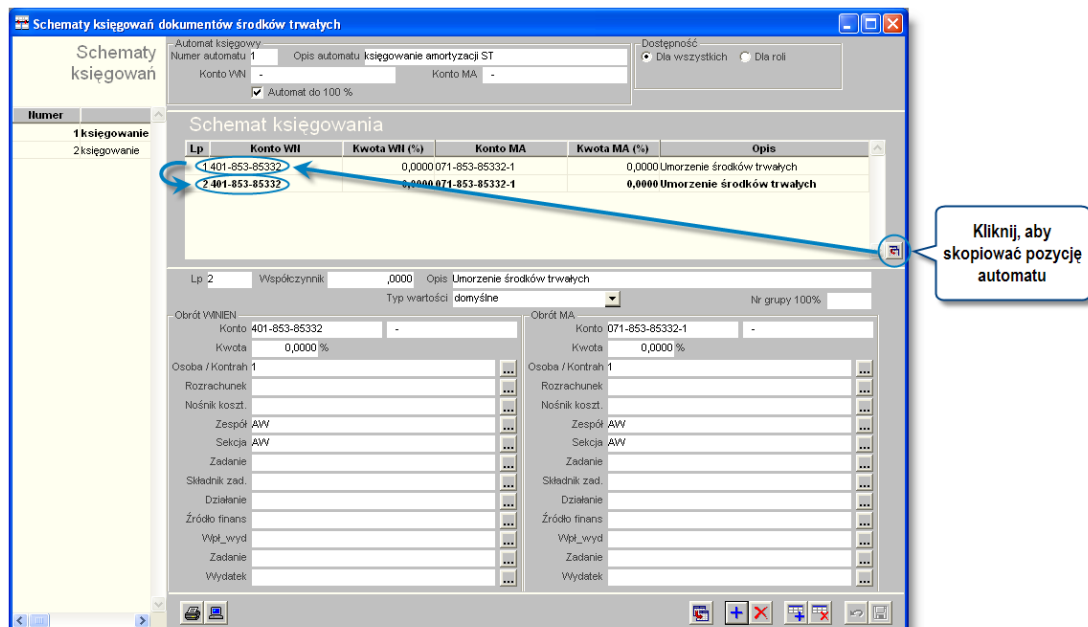 Schematy księgowań dokumentów środków trwałych
Schematy
księgowań
Automat księgowy
Numer automatu 1 Opis automatu księgowanie amortyzacji ST
Konto WN - Konto MA -
Automat do 100 %
Dostępność
Dla wszystkich Dla roli
Numer
1 księgowanie
2 księgowanie
Schemat księgowania
Lp Konto WN Kwota WN (%) Konto MA Kwota MA (%) Opis
1 401-853-85332 0,0000 071-853-85332-1 0,0000 Umorzenie środków trwałych
2 401-853-85332 0,0000 071-853-85332-1 0,0000 Umorzenie środków trwałych
Kliknij, aby
skopiować pozycję
automatu
Lp 2 Współczynnik ,0000 Opis Umorzenie środków trwałych
Typ wartości domyślne Nr grupy 100%
Obrót WINIEN Obrót MA
Konto 401-853-85332 - Konto 071-853-85332-1 -
Kwota 0,0000 % Kwota 0,0000 %
Osoba / Kontrah 1 ... Osoba / Kontrah 1 ...
Rozrachunek ... Rozrachunek ...
Nośnik koszt. ... Nośnik koszt. ...
Zespół AW ... Zespół AW ...
Sekcja AW ... Sekcja AW ...
Zadanie ... Zadanie ...
Składnik zad. ... Składnik zad. ...
Działanie ... Działanie ...
Źródło finans ... Źródło finans ...
Wpł_wyd ... Wpł_wyd ...
Zadanie ... Zadanie ...
Wydatek ... Wydatek ...